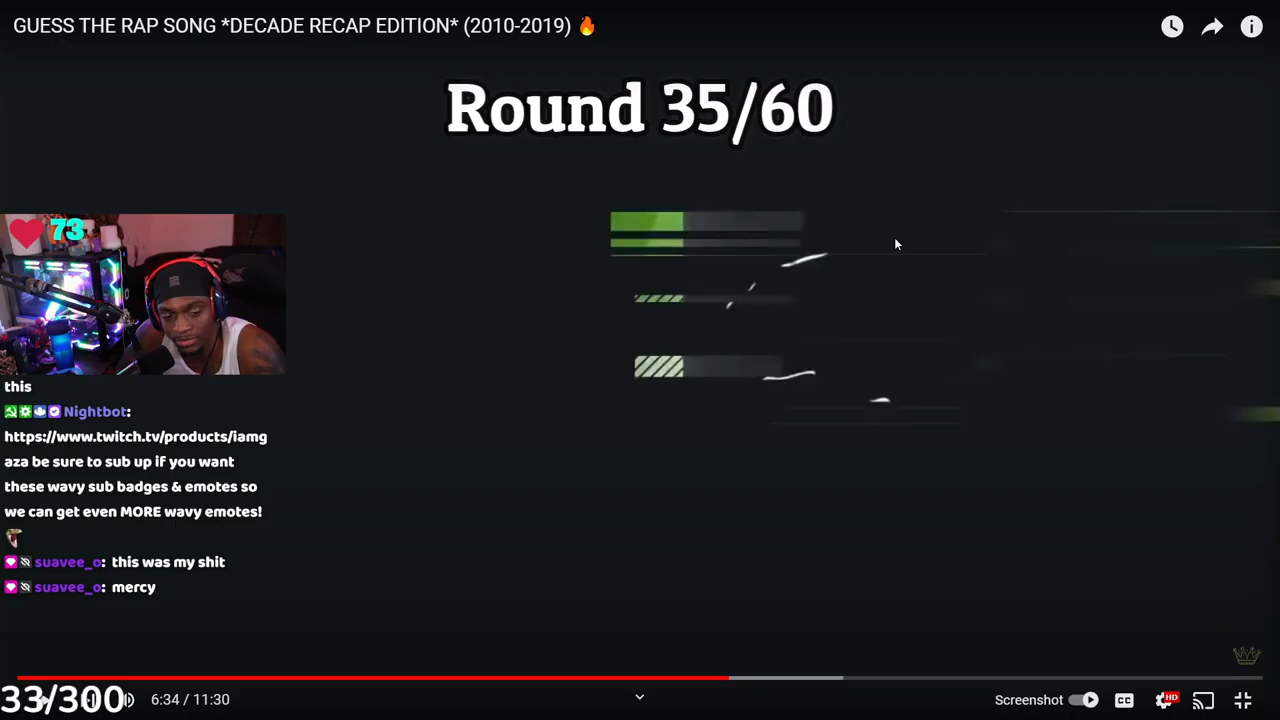 GUESS THE RAP SONG *DECADE RECAP EDITION* (2010-2019) 🔥
Round 35/60
73
this
Nightbot:
https://www.twitch.tv/products/iamg
aza be sure to sub up if you want
these wavy sub badges & emotes so
we can get even MORE wavy emotes!
suavee_o: this was my shit
suavee_o: mercy
33/300
6:34 / 11:30
Screenshot
CC
HD